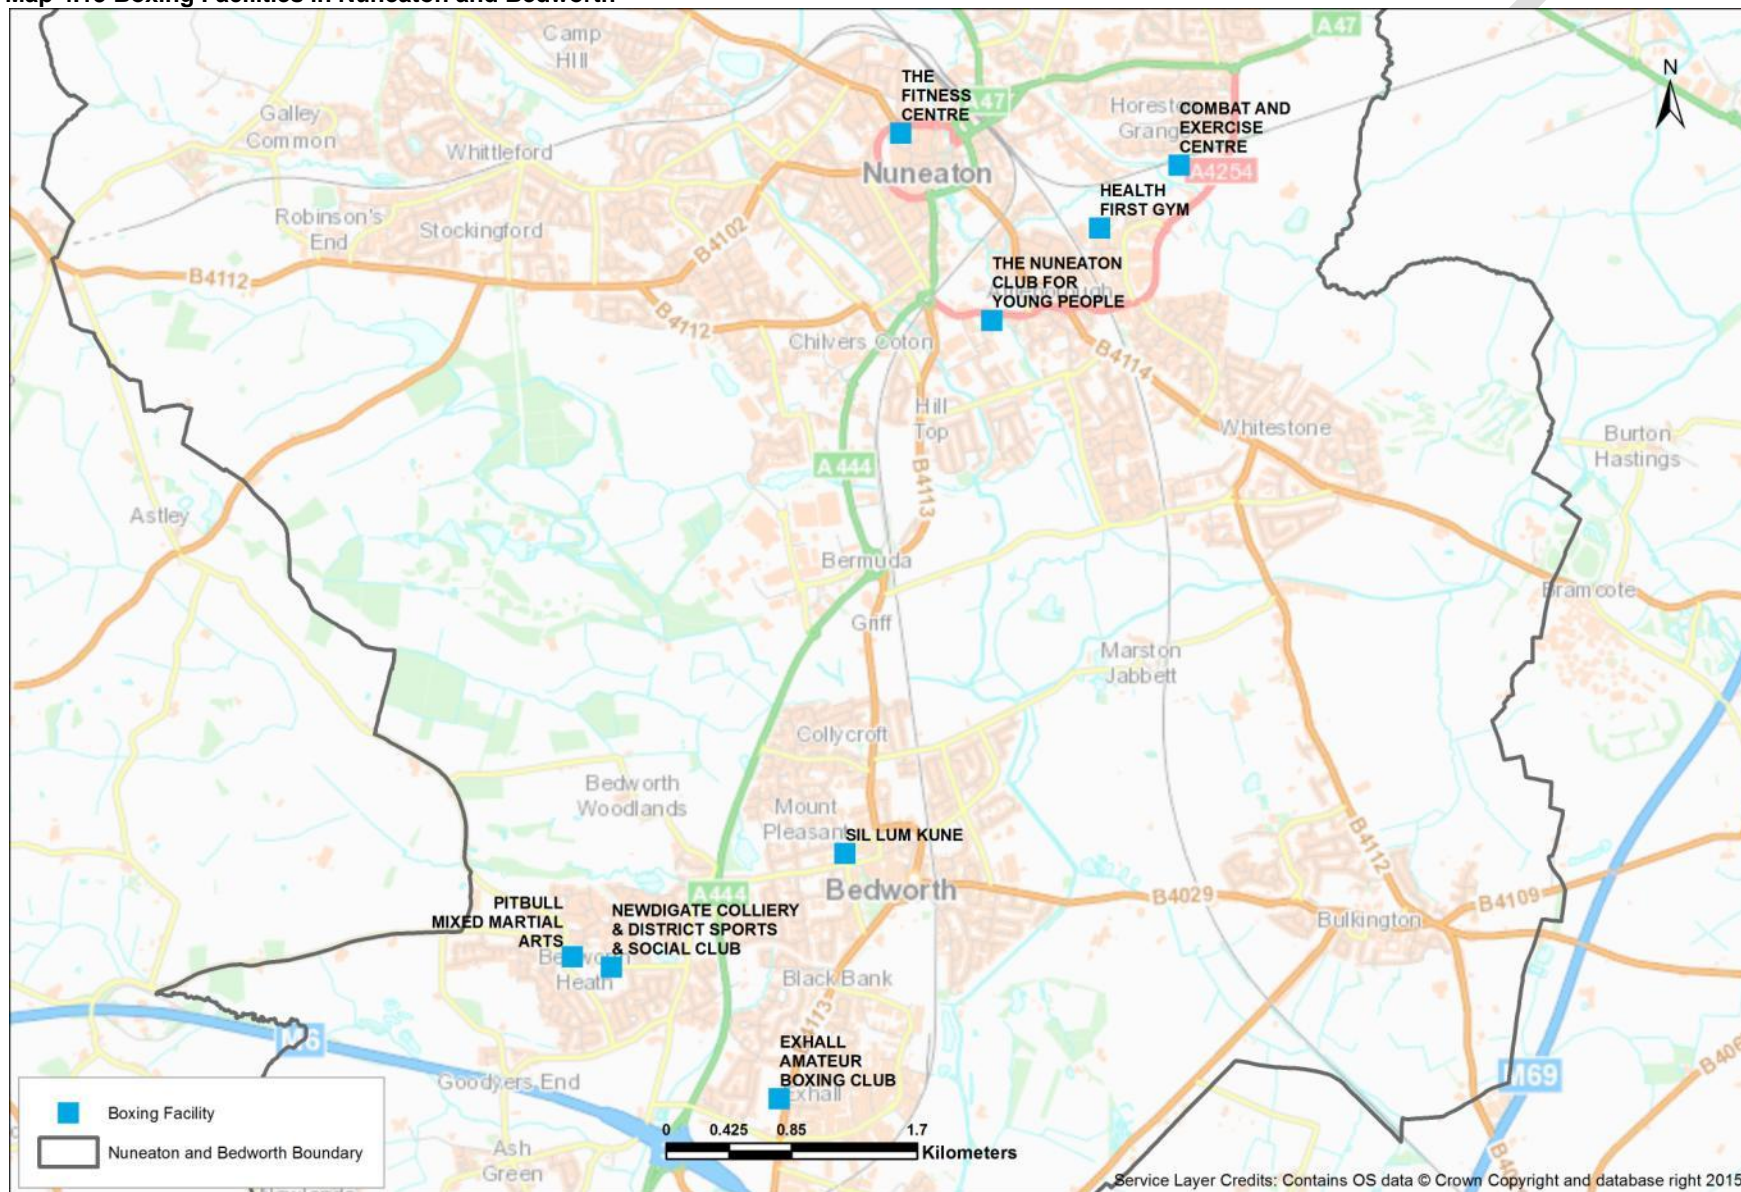 Camp
Hill
A47
THE
FITNESS
CENTRE
A47
Galley
Common
Whittleford
COMBAT AND
EXERCISE
CENTRE
N
Nuneaton
A4254
HEALTH
FIRST GYM
Robinson's
End
Stockingford
B4102
B4112
THE NUNEATON
CLUB FOR
YOUNG PEOPLE
B4112
Chilvers Coton
B4114
Hill
Top
Whitestone
Burton
Hastings
A 444
B4113
Astley
Bermuda
Bramcote
Griff
Marston
Jabbett
Collycroft
Bedworth
Woodlands
Mount
SIL LUM KUNE
Bedworth
A444
B4112
B4029
B4109
Bulkington
PITBULL
MIXED MARTIAL
ARTS
NEWDIGATE COLLIERY
& DISTRICT SPORTS
& SOCIAL CLUB
Heath
Black Bank
M6
EXHALL
AMATEUR
BOXING CLUB
Goodyers End
M69
Boxing Facility
Nuneaton and Bedworth Boundary
Ash
Green
0 0.425 0.85 1.7
Kilometers
Service Layer Credits: Contains OS data © Crown Copyright and database right 2015